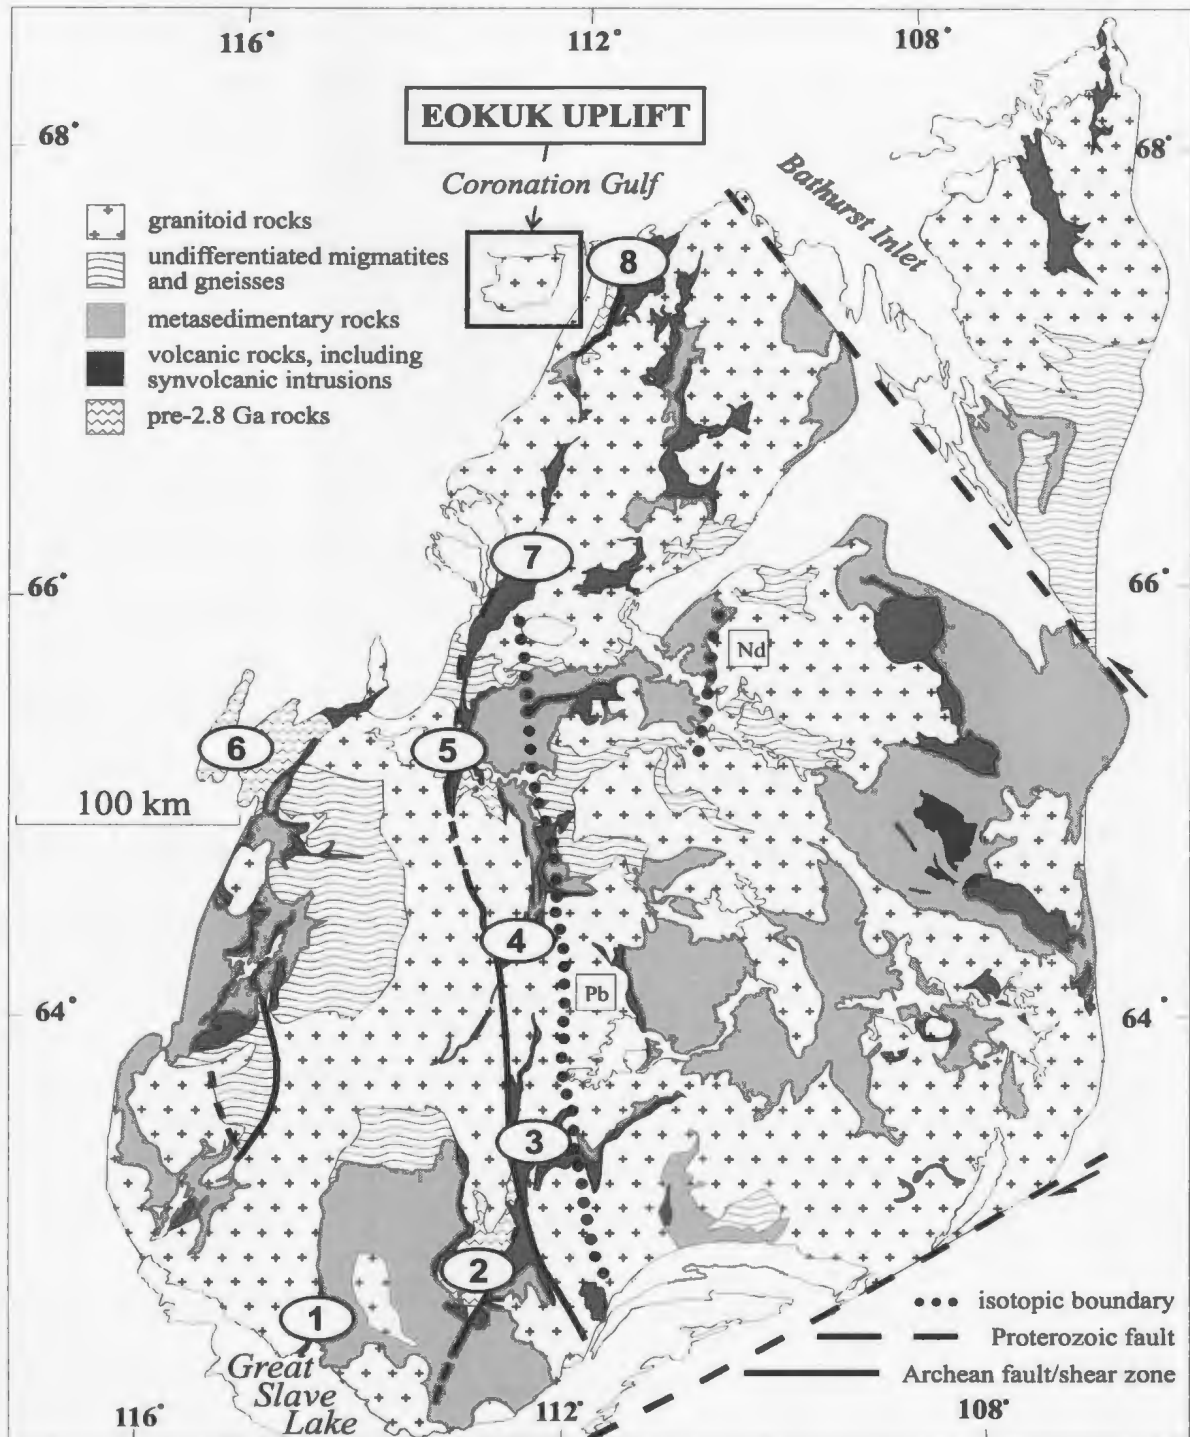 116°
112°
108°
EOKUK UPLIFT
68°
68°
Coronation Gulf
Bathurst Inlet
granitoid rocks
undifferentiated migmatites
and gneisses
metasedimentary rocks
volcanic rocks, including
synvolcanic intrusions
pre-2.8 Ga rocks
8
7
66°
66°
Nd
6
5
100 km
4
Pb
64°
64°
3
2
1
isotopic boundary
Proterozoic fault
Archean fault/shear zone
Great
Slave
Lake
116°
112°
108°